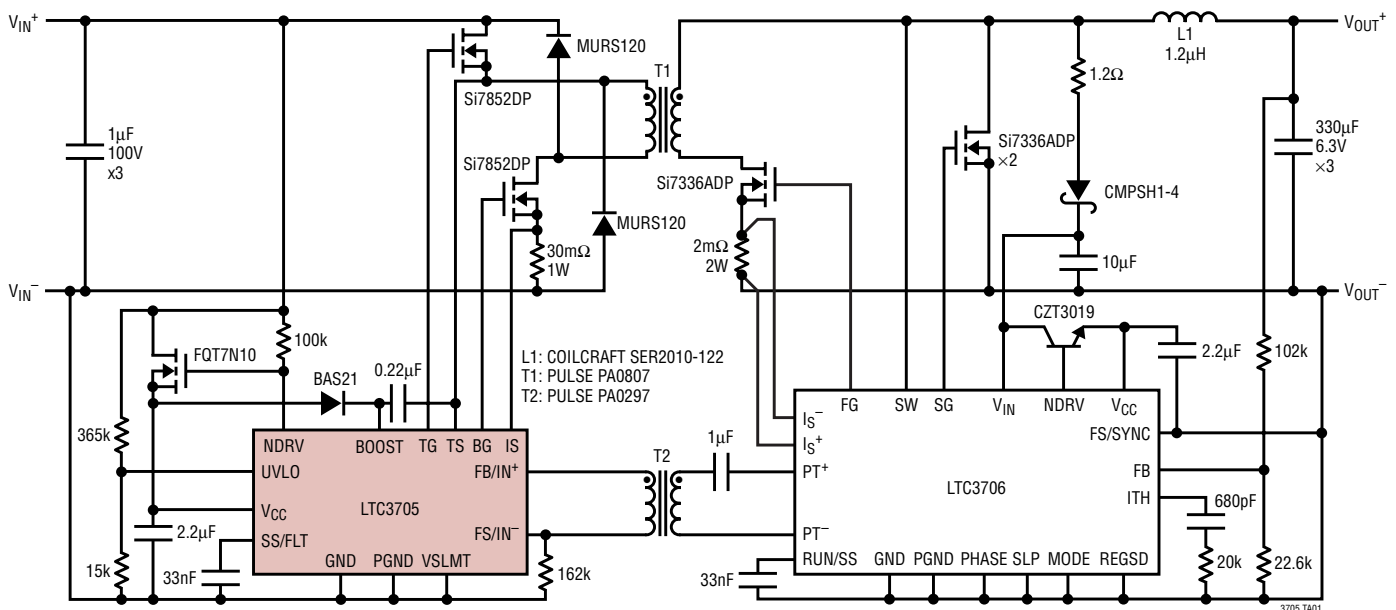 VIN+
MURS120
Si7852DP
T1
1.2Ω
L1
1.2µH
VOUT+
1µF
100V
x3
Si7852DP
Si7336ADP
Si7336ADP
×2
330µF
6.3V
×3
MURS120
CMPSH1-4
30mΩ
1W
2mΩ
2W
10µF
VIN–
VOUT–
100k
FQT7N10
CZT3019
L1: COILCRAFT SER2010-122
T1: PULSE PA0807
T2: PULSE PA0297
BAS21
0.22µF
2.2µF
102k
365k
NDRV
BOOST
TG
TS
BG
IS
UVLO
FB/IN+
LTC3705
VCC
SS/FLT
FS/IN–
GND
PGND
VSLMT
2.2µF
15k
33nF
162k
T2
1µF
FG
SW
SG
VIN
NDRV
VCC
IS–
IS+
FS/SYNC
PT+
FB
LTC3706
ITH
PT–
RUN/SS
GND
PGND
PHASE
SLP
MODE
REGSD
680pF
20k
22.6k
33nF
3705 TA01